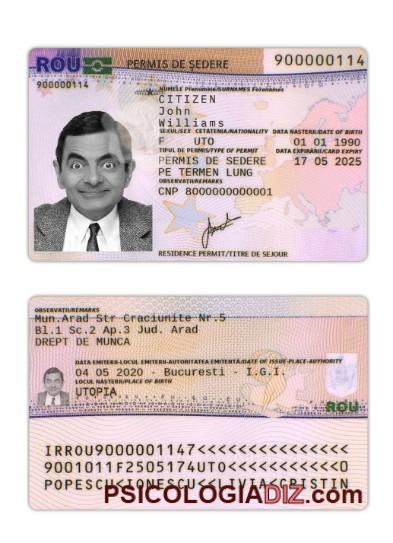 ROU PERMIS DE ȘEDERE 900000114
900000114
NUMELE Prenumele/SURNAMES Forenames
CITIZEN
John
Williams
SEXUL/SEX CETATENIA/NATIONALITY DATA NASTERII/DATE OF BIRTH
F UTO 01 01 1990
TIPUL DE PERMIS/TYPE OF PERMIT DATA EXPIRĂRII/CARD EXPIRY
PERMIS DE SEDERE 17 05 2025
PE TERMEN LUNG
OBSERVAȚII/REMARKS
CNP 8000000000001
RESIDENCE PERMIT/TITRE DE SEJOUR
OBSERVAȚII/REMARKS
Mun.Arad Str Craciunite Nr.5
Bl.1 Sc.2 Ap.3 Jud. Arad
DREPT DE MUNCA
DATA EMITERII-LOCUL EMITERII-AUTORITATEA EMITENTĂ/DATE OF ISSUE-PLACE-AUTHORITY
04 05 2020 - Bucuresti - I.G.I.
LOCUL NASTERII/PLACE OF BIRTH
UTOPIA
ROU
IRROU9000001147<<<<<<<<<<<<<<<
9001011F2505174UTO<<<<<<<<<<<0
POPESCU<IONESCU<<LIVIA<CRISTIN
PSICOLOGIADIZ.com